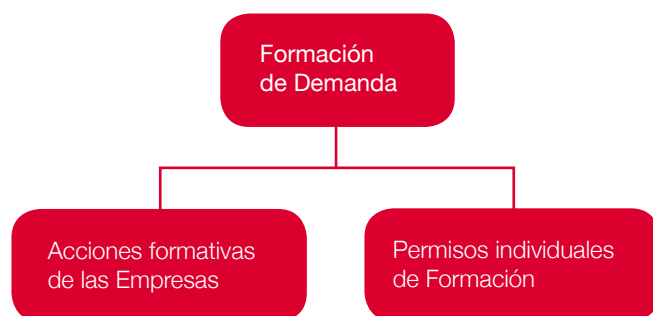 Formación
de Demanda
Acciones formativas
de las Empresas
Permisos individuales
de Formación